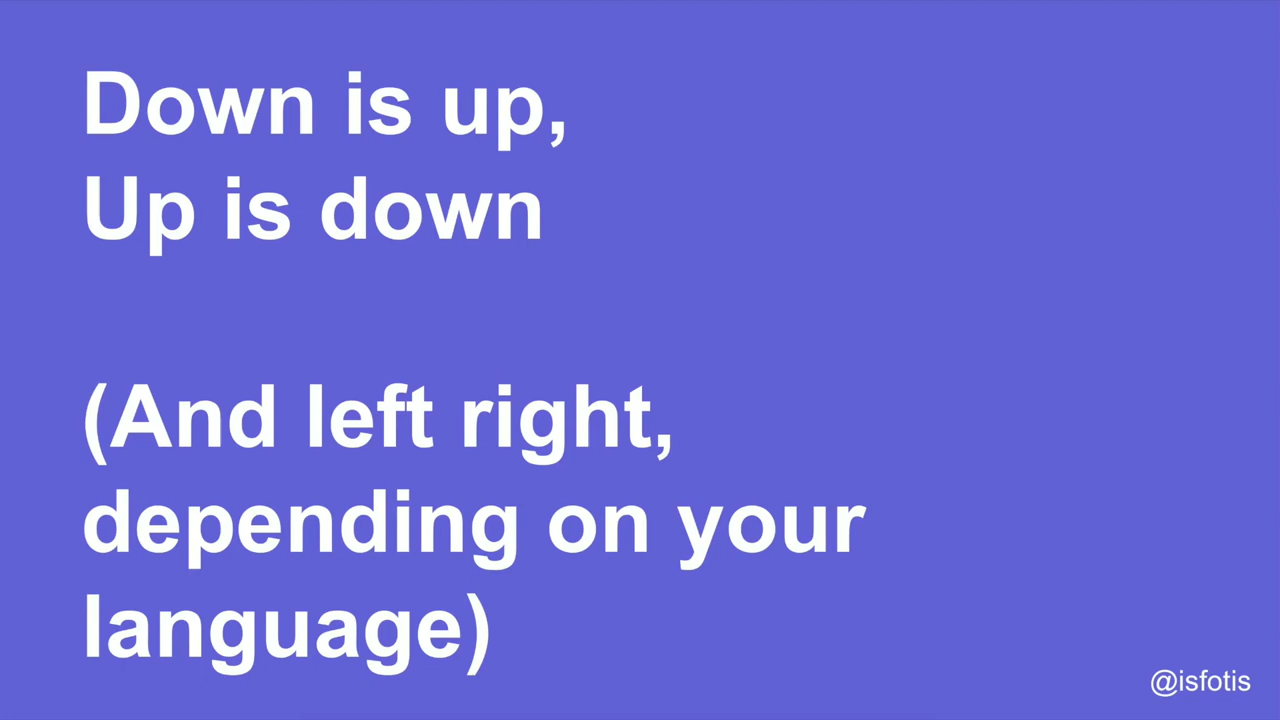 Down is up,
Up is down
(And left right,
depending on your
language)
@isfotis